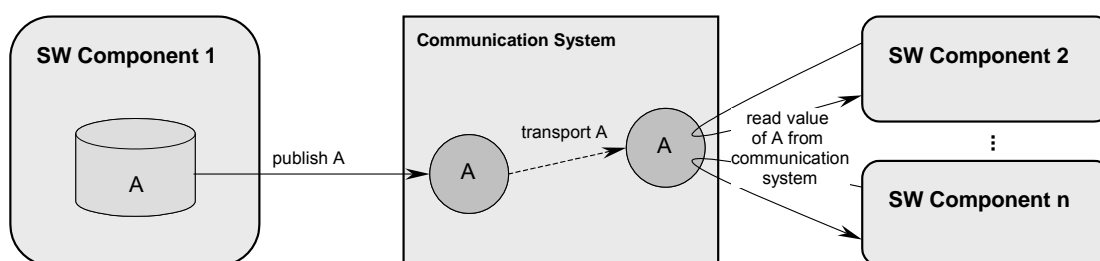 SW Component 1
A
publish A
Communication System
A
transport A
A
read value
of A from
communication
system
SW Component 2
...
SW Component n